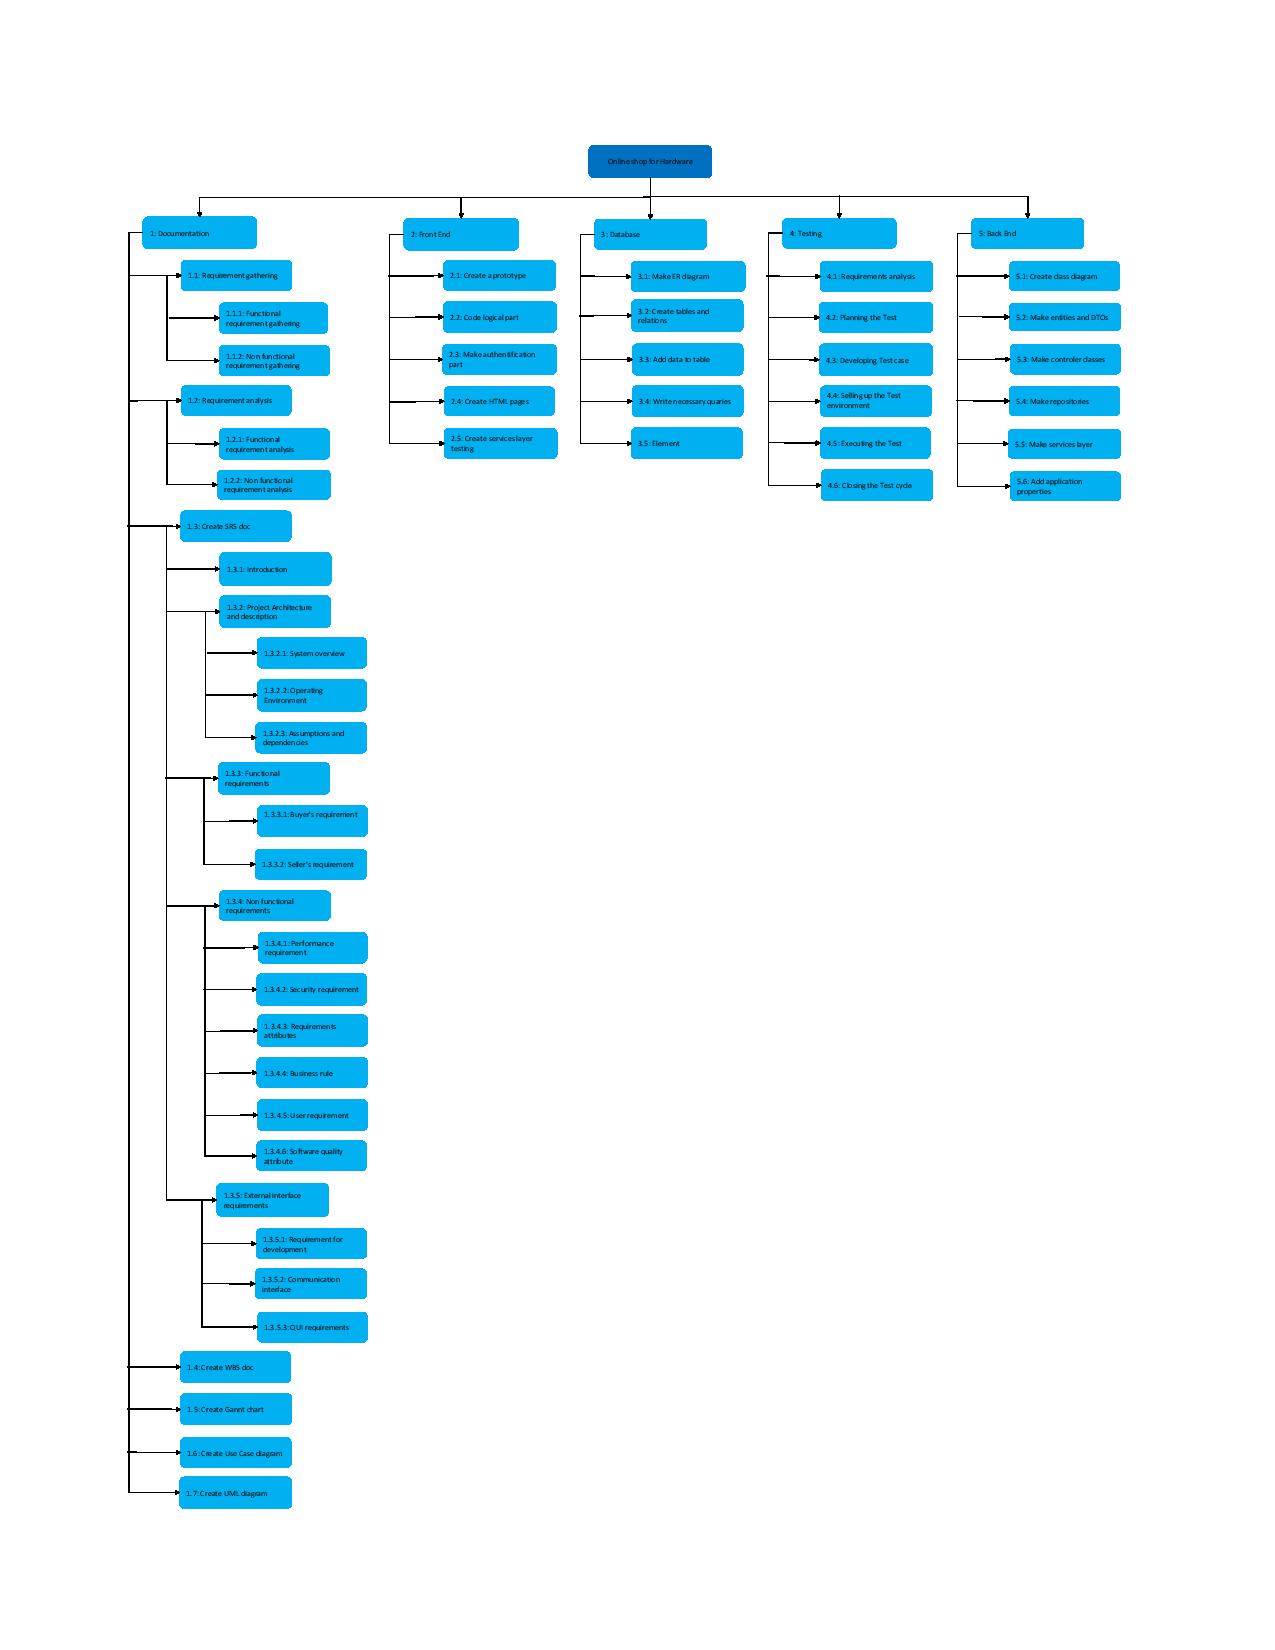 Online shop for Hardware
1: Documentation
1.1: Requirement gathering
1.1.1: Functional
requirement gathering
1.1.2: Non functional
requirement gathering
1.2: Requirement analysis
1.2.1: Functional
requirement analysis
1.2.2: Non functional
requirement analysis
1.3: Create SRS doc
1.3.1: Introduction
1.3.2: Project Architecture
and description
1.3.2.1: System overview
1.3.2.2: Operating
Environment
1.3.2.3: Assumptions and
dependencies
1.3.3: Functional
requirements
1.3.3.1: Buyer's requirement
1.3.3.2: Seller's requirement
1.3.4: Non functional
requirements
1.3.4.1: Performance
requirement
1.3.4.2: Security requirement
1.3.4.3: Requirements
attributes
1.3.4.4: Business rule
1.3.4.5: User requirement
1.3.4.6: Software quality
attribute
1.3.5: External interface
requirements
1.3.5.1: Requirement for
development
1.3.5.2: Communication
interface
1.3.5.3: QUI requirements
1.4: Create WBS doc
1.5: Create Gannt chart
1.6: Create Use Case diagram
1.7: Create UML diagram
2: Front End
2.1: Create a prototype
2.2: Code logical part
2.3: Make authentification
part
2.4: Create HTML pages
2.5: Create services layer
testing
3: Database
3.1: Make ER diagram
3.2: Create tables and
relations
3.3: Add data to table
3.4: Write necessary quaries
3.5: Element
4: Testing
4.1: Requirements analysis
4.2: Planning the Test
4.3: Developing Test case
4.4: Selling up the Test
environment
4.5: Executing the Test
4.6: Closing the Test cycle
5: Back End
5.1: Create class diagram
5.2: Make entities and DTOs
5.3: Make controler classes
5.4: Make repositories
5.5: Make services layer
5.6: Add application
properties